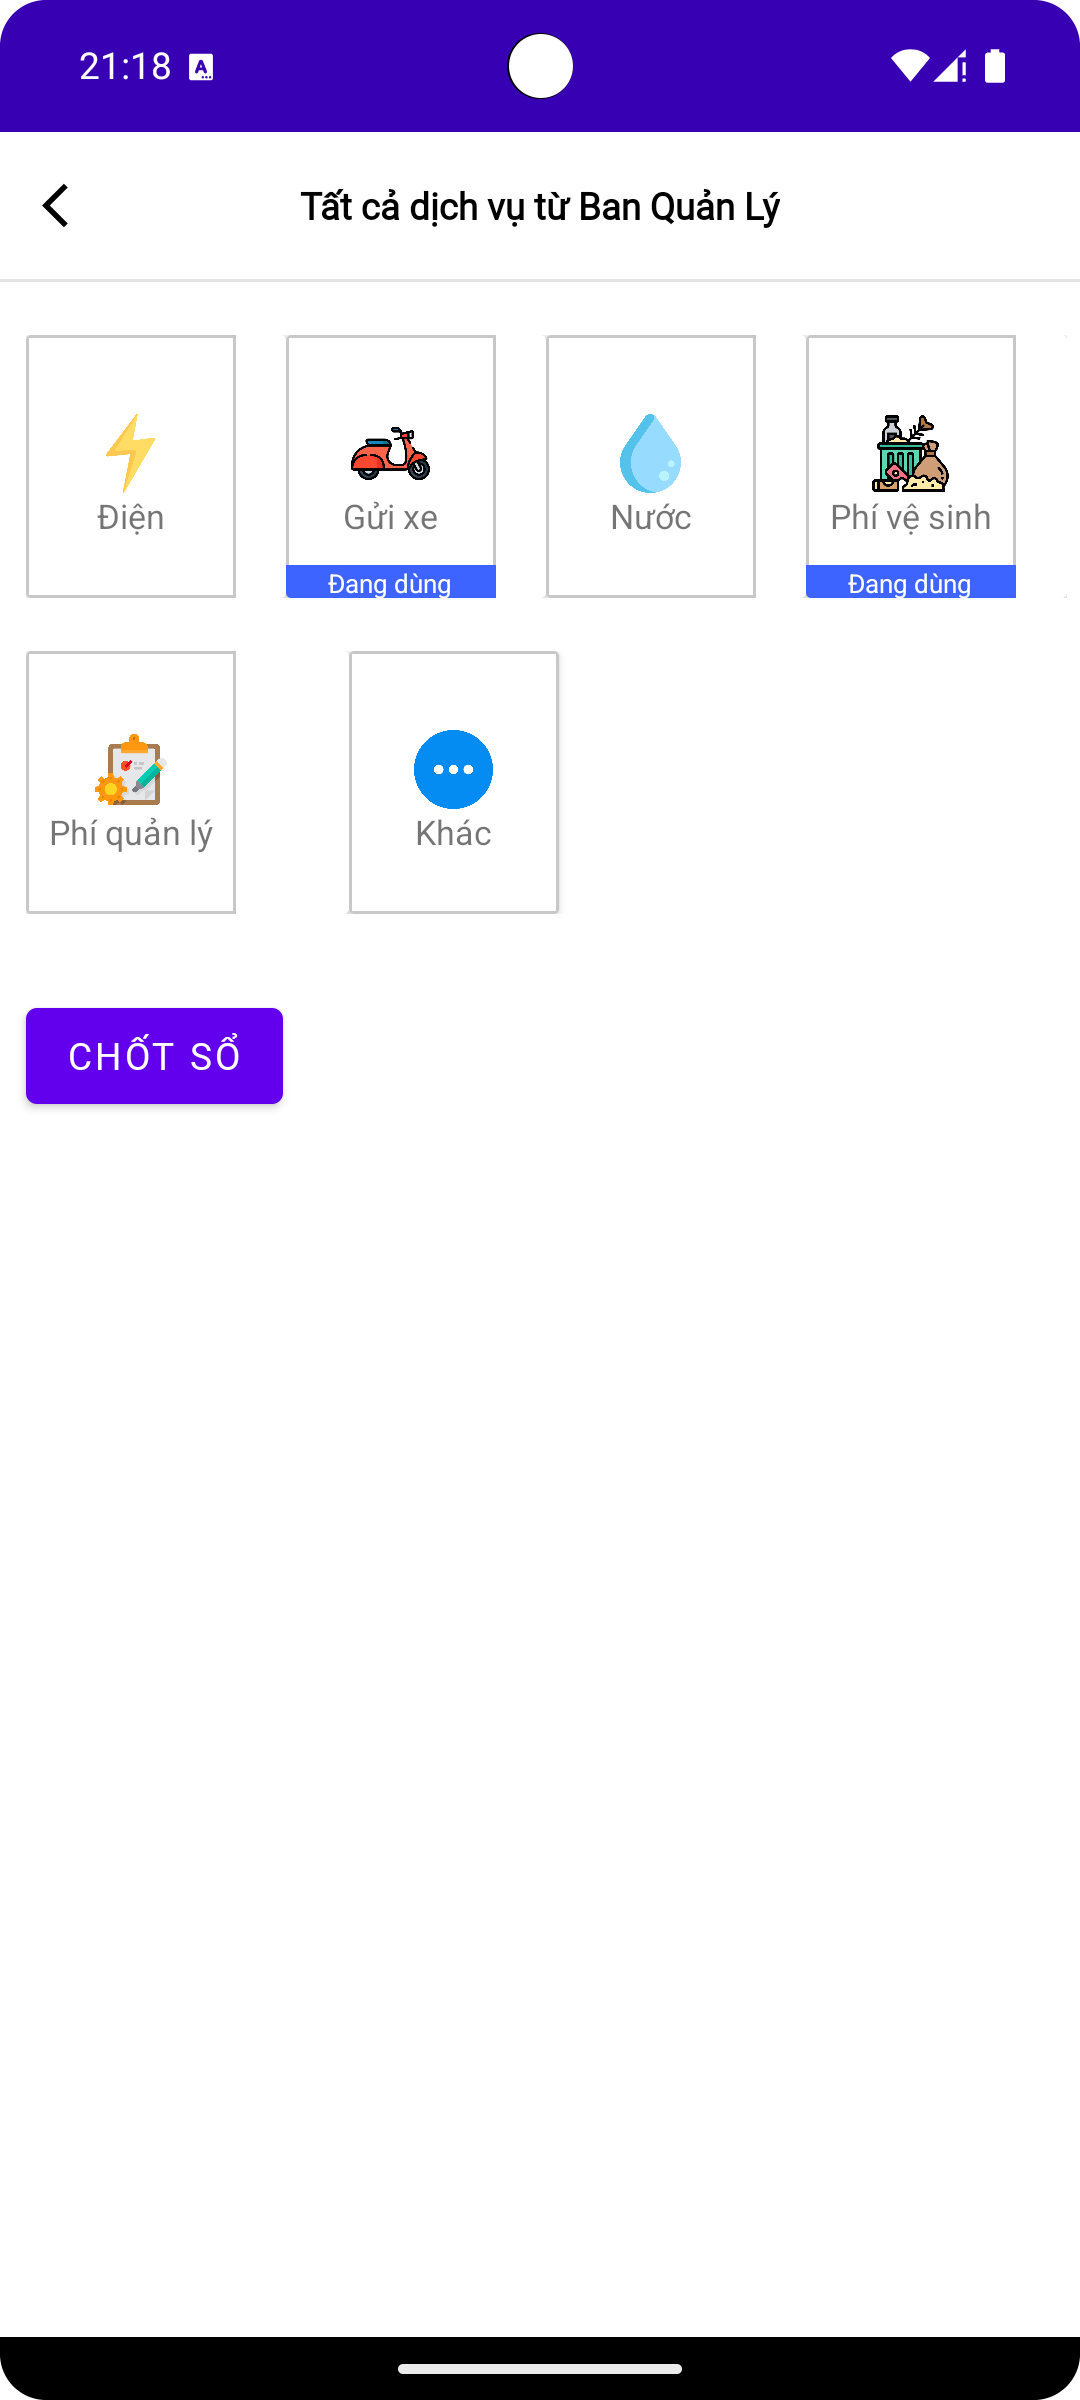 21:18
Tất cả dịch vụ từ Ban Quản Lý
Điện
Gửi xe
Nước
Phí vệ sinh
Đang dùng
Đang dùng
Phí quản lý
Khác
CHỐT SỔ